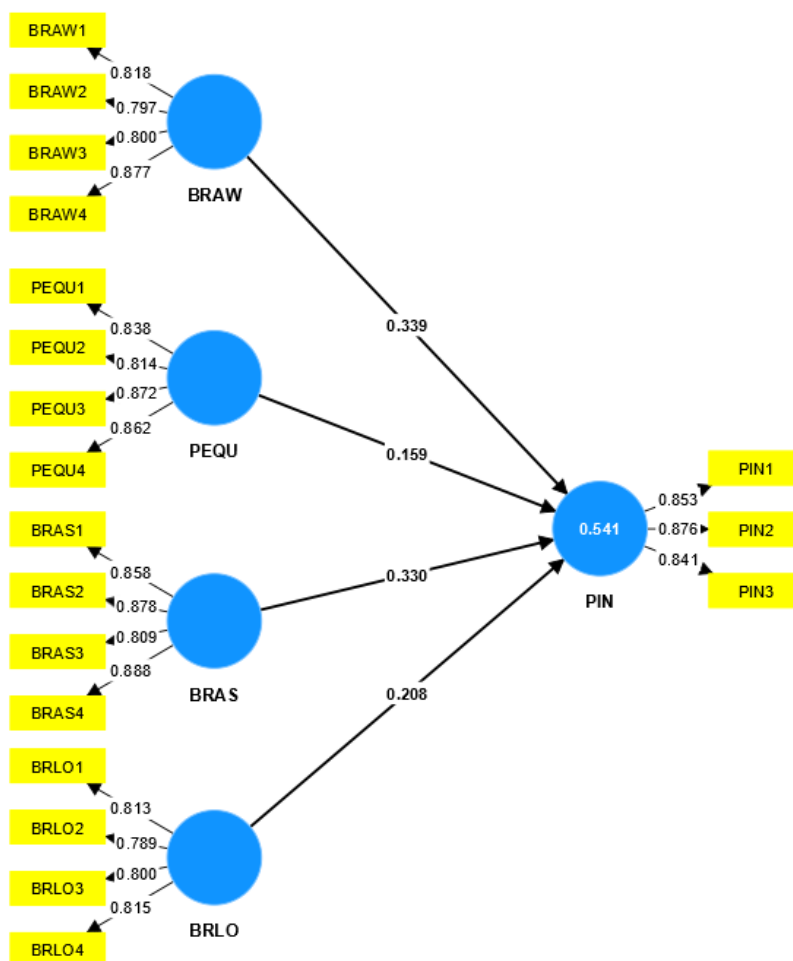 BRAW1
0.818
BRAW2
0.797
BRAW3
0.800
0.877
BRAW4
BRAW
PEQU1
0.838
PEQU2
0.814
PEQU3
0.872
0.862
PEQU4
PEQU
BRAS1
0.858
BRAS2
0.878
BRAS3
0.809
0.888
BRAS4
BRAS
BRLO1
0.813
BRLO2
0.789
BRLO3
0.800
0.815
BRLO4
BRLO
0.339
0.159
0.330
0.208
0.541
PIN
0.853
PIN1
0.876
PIN2
0.841
PIN3